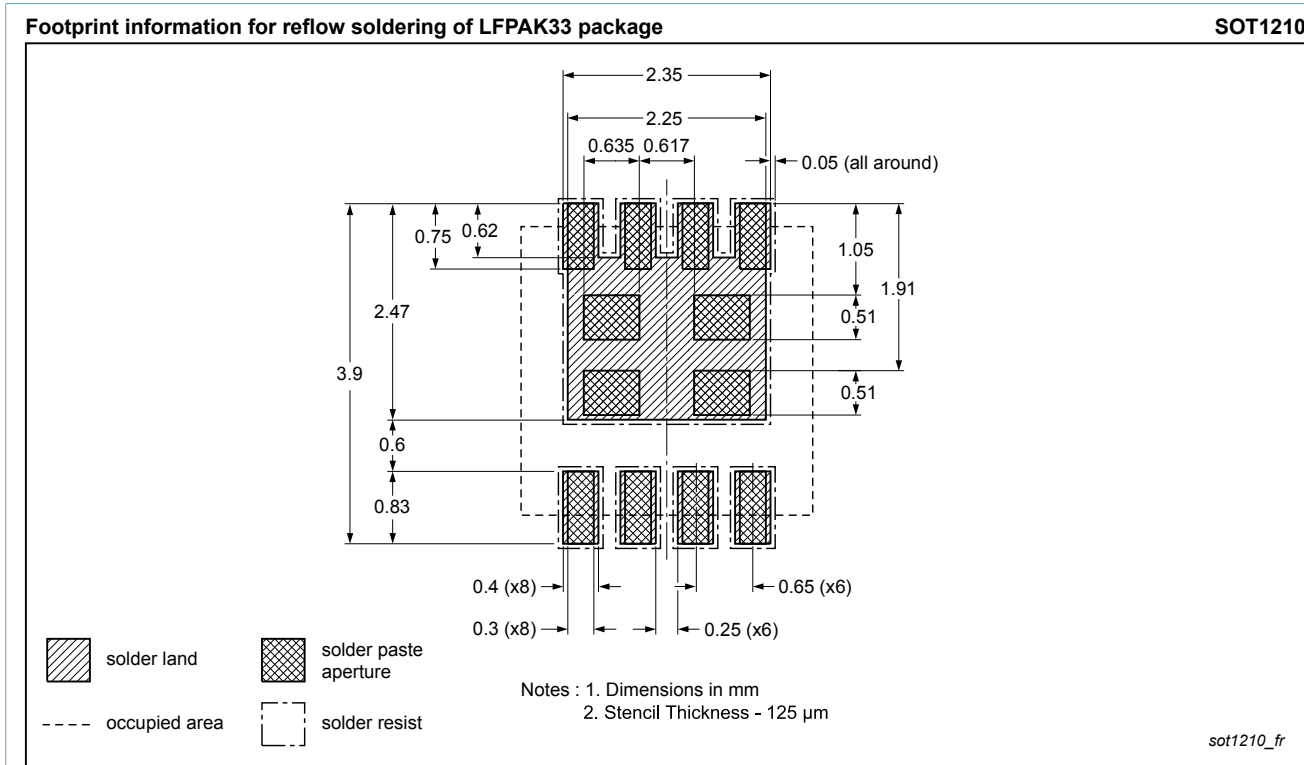 Footprint information for reflow soldering of LFPAK33 package SOT1210
2.35
2.25
0.635 0.617
0.05 (all around)
0.75 0.62
1.05
1.91
2.47
0.51
3.9
0.51
0.6
0.83
0.4 (x8)
0.65 (x6)
0.3 (x8)
0.25 (x6)
solder land
solder paste
aperture
occupied area
solder resist
Notes : 1. Dimensions in mm
2. Stencil Thickness - 125 µm
sot1210_fr